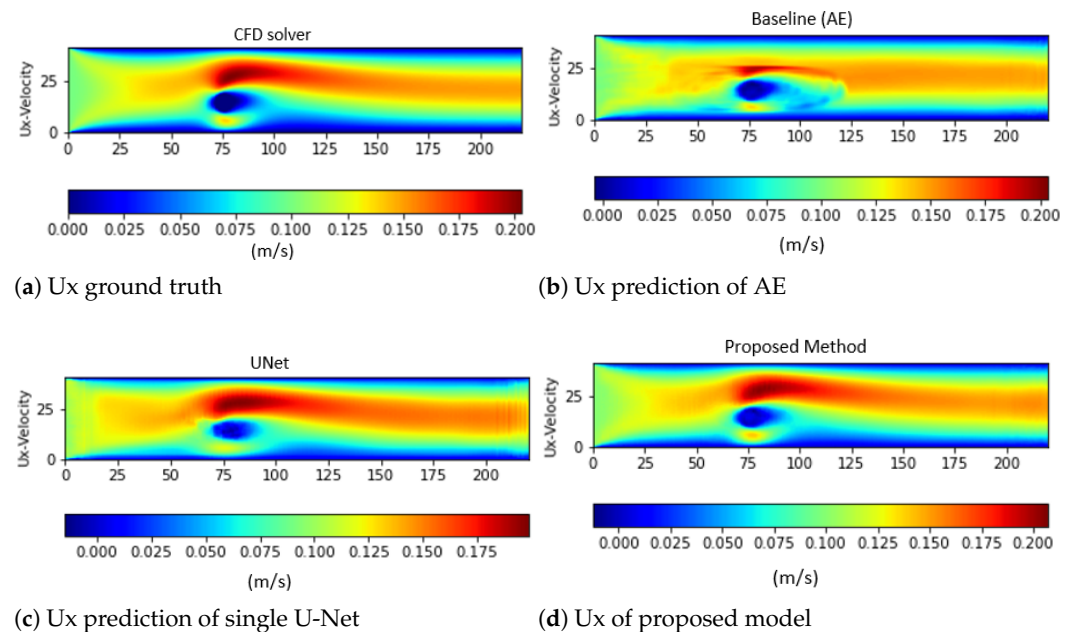 CFD solver
Ux-Velocity
25
0
0 25 50 75 100 125 150 175 200
0.000 0.025 0.050 0.075 0.100 0.125 0.150 0.175 0.200
(m/s)
(a) Ux ground truth
Baseline (AE)
Ux-Velocity
25
0
0 25 50 75 100 125 150 175 200
0.000 0.025 0.050 0.075 0.100 0.125 0.150 0.175 0.200
(m/s)
(b) Ux prediction of AE
UNet
Ux-Velocity
25
0
0 25 50 75 100 125 150 175 200
0.000 0.025 0.050 0.075 0.100 0.125 0.150 0.175
(m/s)
(c) Ux prediction of single U-Net
Proposed Method
Ux-Velocity
25
0
0 25 50 75 100 125 150 175 200
0.000 0.025 0.050 0.075 0.100 0.125 0.150 0.175 0.200
(m/s)
(d) Ux of proposed model